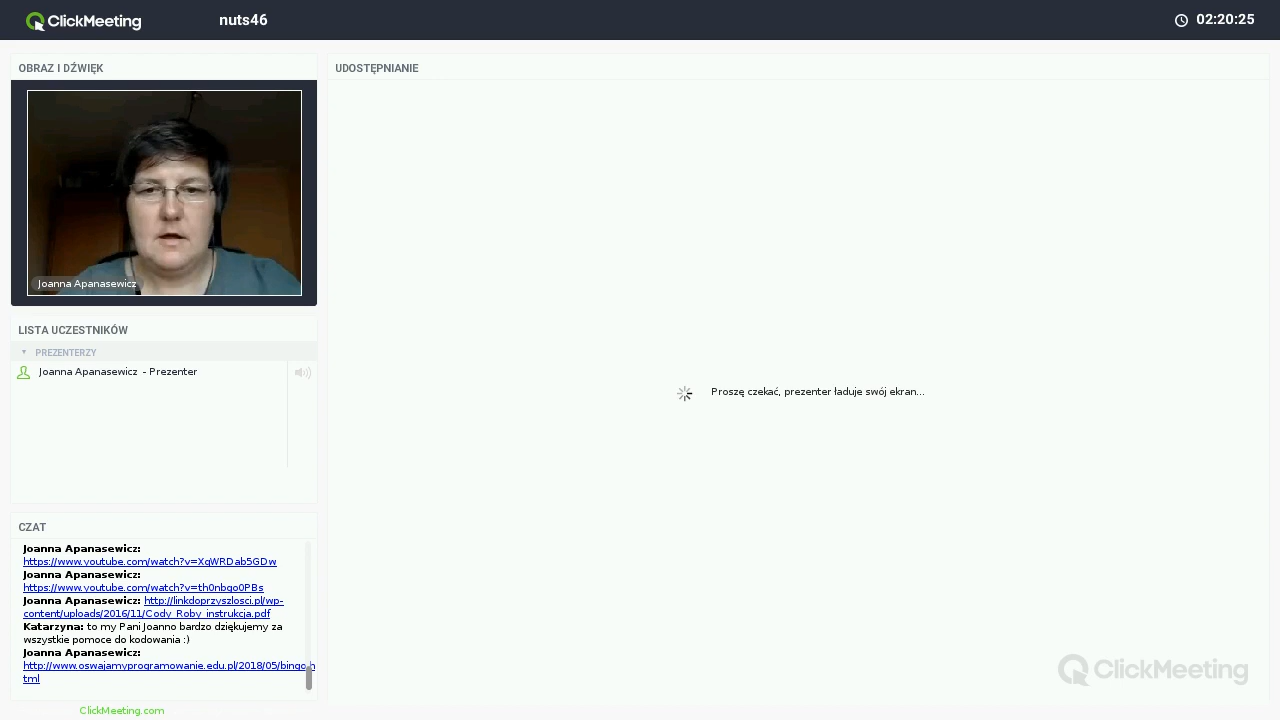 ClickMeeting
nuts46
02:20:25
OBRAZ I DŹWIĘK
Joanna Apanasewicz
LISTA UCZESTNIKÓW
PREZENTERZY
Joanna Apanasewicz - Prezenter
CZAT
Joanna Apanasewicz:
https://www.youtube.com/watch?v=XqWRDab5GDw
Joanna Apanasewicz:
https://www.youtube.com/watch?v=th0nbqo0PBs
Joanna Apanasewicz: http://linkdoprzyszlosci.pl/wp-
content/uploads/2016/11/Cody_Roby_instrukcja.pdf
Katarzyna: to my Pani Joanno bardzo dziękujemy za
wszystkie pomoce do kodowania :)
Joanna Apanasewicz:
http://www.oswajamyprogramowanie.edu.pl/2018/05/bingo.h
tml
ClickMeeting.com
UDOSTĘPNIANIE
Proszę czekać, prezenter ładuje swój ekran...
ClickMeeting